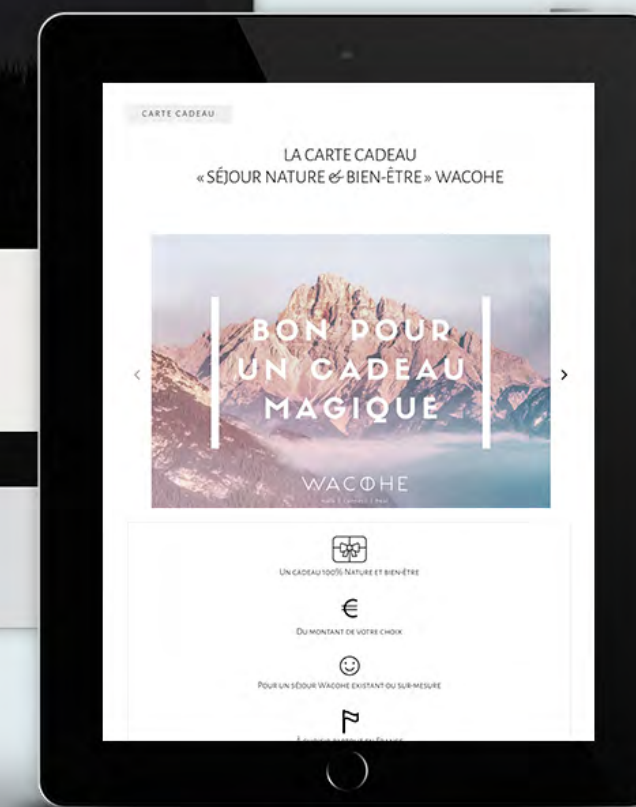 CARTE CADEAU
LA CARTE CADEAU
« SÉJOUR NATURE & BIEN-ÊTRE » WACOHE
BON POUR
UN CADEAU
MAGIQUE
WACOHE
UN CADEAU 100% NATURE ET BIEN-ÊTRE
€
DU MONTANT DE VOTRE CHOIX
POUR UN SÉJOUR WACOHE EXISTANT OU SUR-MESURE